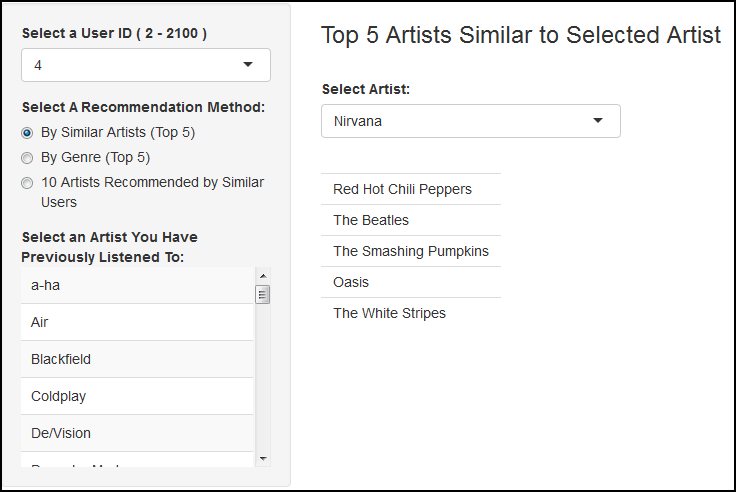 Select a User ID ( 2 - 2100 )
4
Select A Recommendation Method:
By Similar Artists (Top 5)
By Genre (Top 5)
10 Artists Recommended by Similar
Users
Select an Artist You Have
Previously Listened To:
a-ha
Air
Blackfield
Coldplay
De/Vision
Top 5 Artists Similar to Selected Artist
Select Artist:
Nirvana
Red Hot Chili Peppers
The Beatles
The Smashing Pumpkins
Oasis
The White Stripes